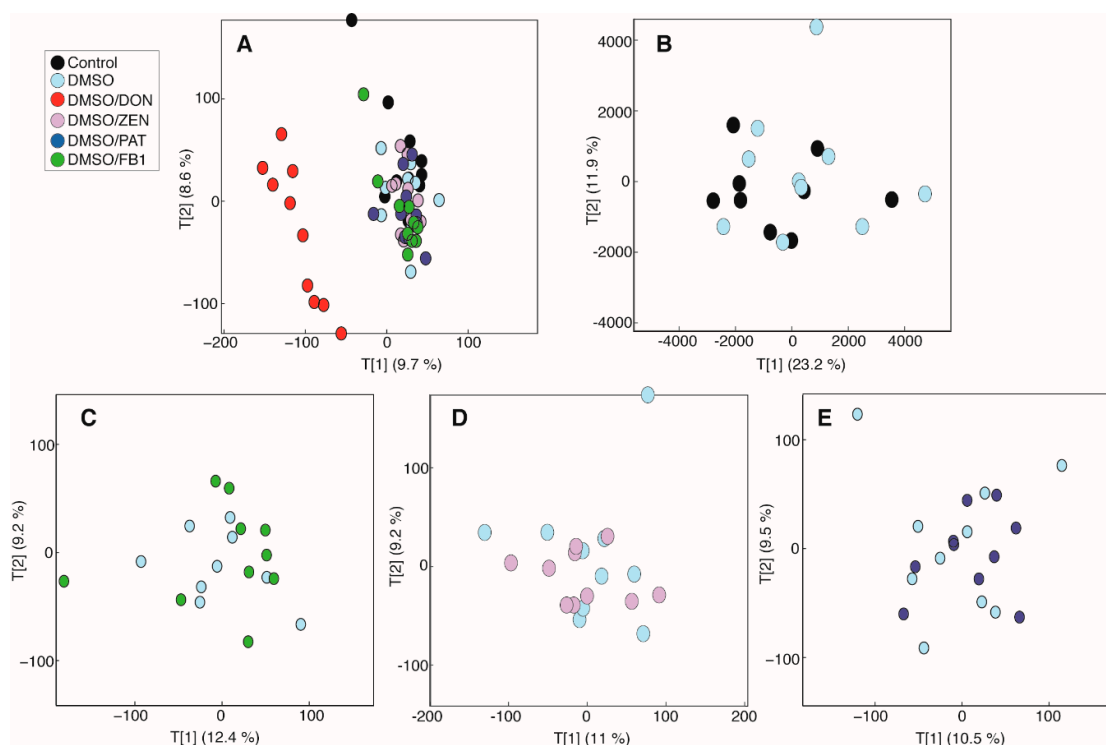 Control
DMSO
DMSO/DON
DMSO/ZEN
DMSO/PAT
DMSO/FB1
A
T[2] (8.6 %)
100
0
−100
−200
−100
0
100
T[1] (9.7 %)
B
T[2] (11.9 %)
4000
2000
0
−2000
−4000
-4000
-2000
0
2000
4000
T[1] (23.2 %)
C
T[2] (9.2 %)
100
0
−100
−100
0
100
T[1] (12.4 %)
D
T[2] (9.2 %)
100
0
-100
-200
-100
0
100
200
T[1] (11 %)
E
T[2] (9.5 %)
100
0
−100
−100
0
100
T[1] (10.5 %)